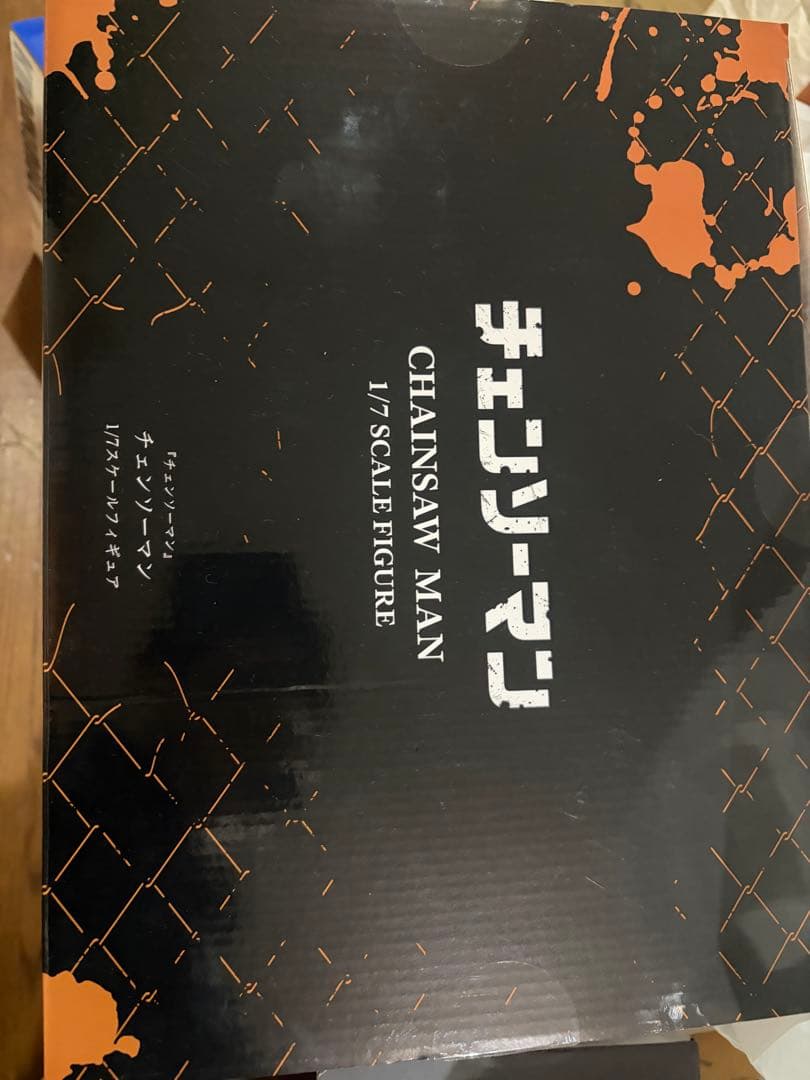 チェンソーマン
CHAINSAW MAN
1/7 SCALE FIGURE
『チェンソーマン』
チェンソーマン
1/7スケールフィギュア